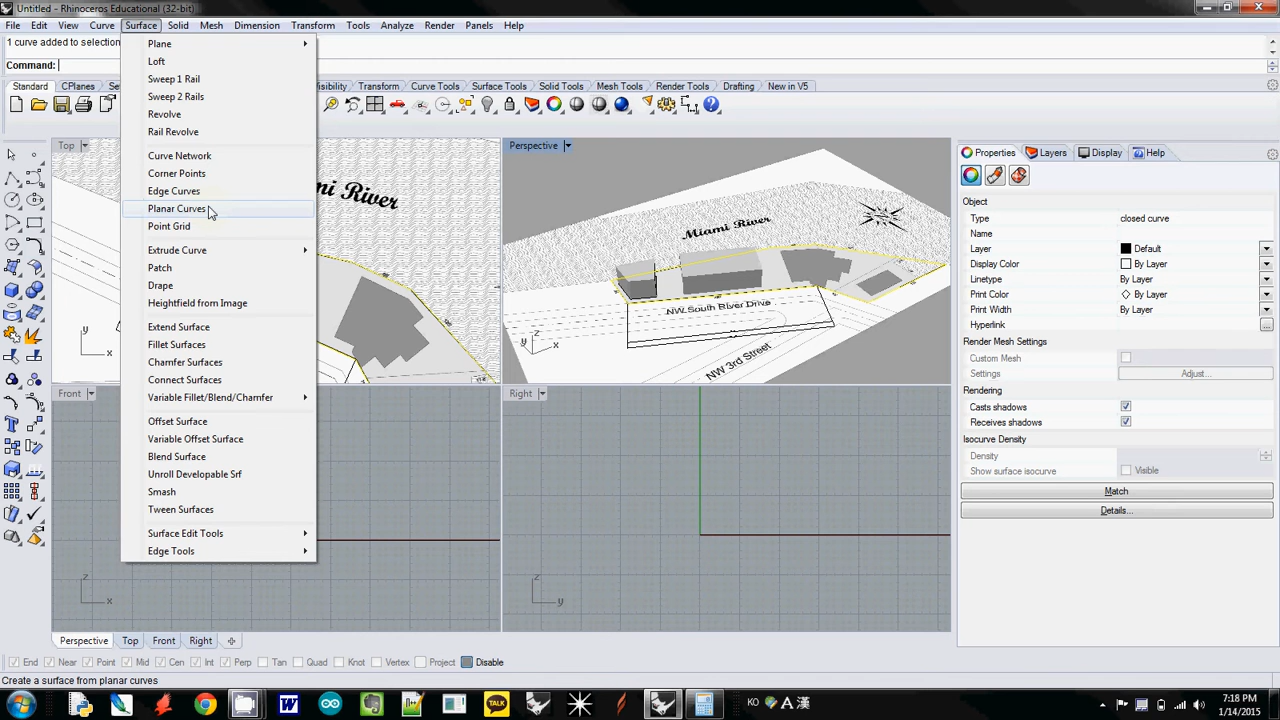 Untitled - Rhinoceros Educational (32-bit)
File Edit View Curve Surface Solid Mesh Dimension Transform Tools Analyze Render Panels Help
1 curve added to selection
Command:
Standard CPlanes Set isibility Transform Curve Tools Surface Tools Solid Tools Mesh Tools Render Tools Drafting New in V5
Plane
Loft
Sweep 1 Rail
Sweep 2 Rails
Revolve
Rail Revolve
Curve Network
Corner Points
Edge Curves
Planar Curves
Point Grid
Extrude Curve
Patch
Drape
Heightfield from Image
Extend Surface
Fillet Surfaces
Chamfer Surfaces
Connect Surfaces
Variable Fillet/Blend/Chamfer
Offset Surface
Variable Offset Surface
Blend Surface
Unroll Developable Srf
Smash
Tween Surfaces
Surface Edit Tools
Edge Tools
Top
mi River
y
x
Perspective
Miami River
NW South River Drive
NW 3rd Street
z
y
x
Front
z
x
Right
z
y
Properties Layers Display Help
Object
Type closed curve
Name
Layer Default
Display Color By Layer
Linetype By Layer
Print Color By Layer
Print Width By Layer
Hyperlink
Render Mesh Settings
Custom Mesh
Settings Adjust...
Rendering
Casts shadows
Receives shadows
Isocurve Density
Density
Show surface isocurve Visible
Match
Details...
Perspective Top Front Right
End Near Point Mid Cen Int Perp Tan Quad Knot Vertex Project Disable
Create a surface from planar curves
W
TALK
KO A 漢
7:18 PM
1/14/2015